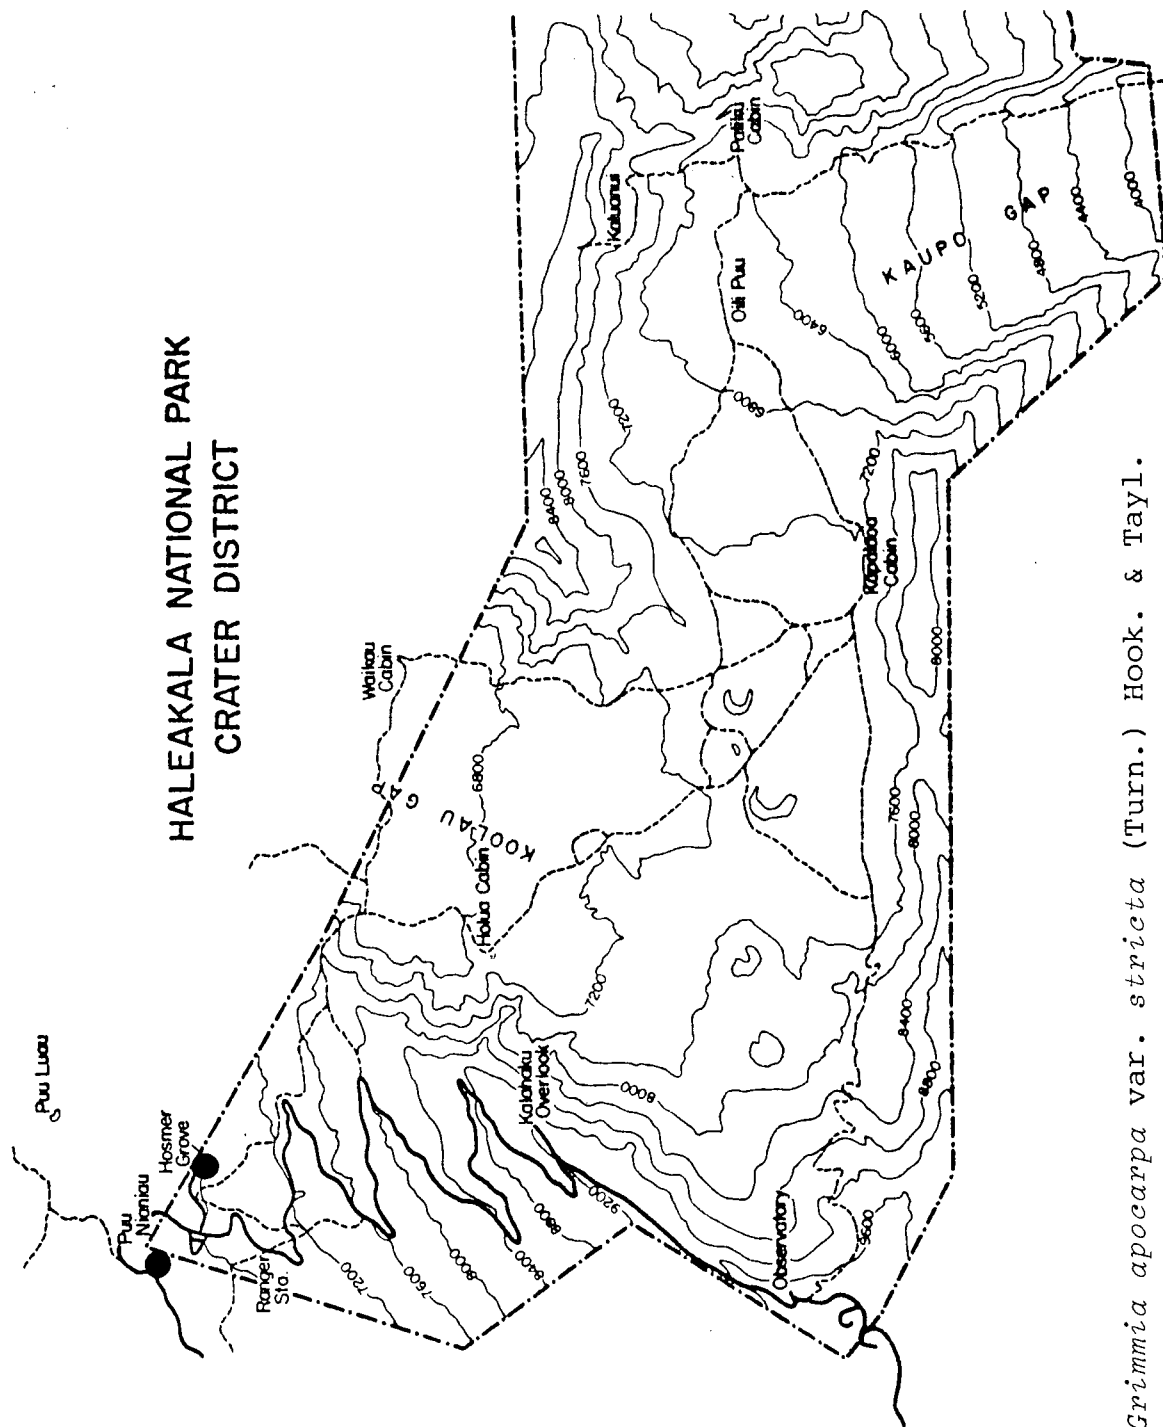 HALEAKALA NATIONAL PARK
CRATER DISTRICT
Puu Luau
Hosmer
Grove
Puu
Nianiau
Ranger
Sta.
7200
7600
8000
8400
8800
9200
Kalahaku
Overlook
Observatory
9600
Waikau
Cabin
KOOLAU GAP
6800
Holua Cabin
7200
8000
8400
8800
7600
8000
8400
8000
7600
7200
Kaluanui
Paliku
Cabin
Oili Puu
6800
6400
6000
5600
5200
4800
4400
4000
KAUPO GAP
7200
Kapalaoa
Cabin
8000
Grimmia apocarpa var. stricta (Turn.) Hook. & Tayl.